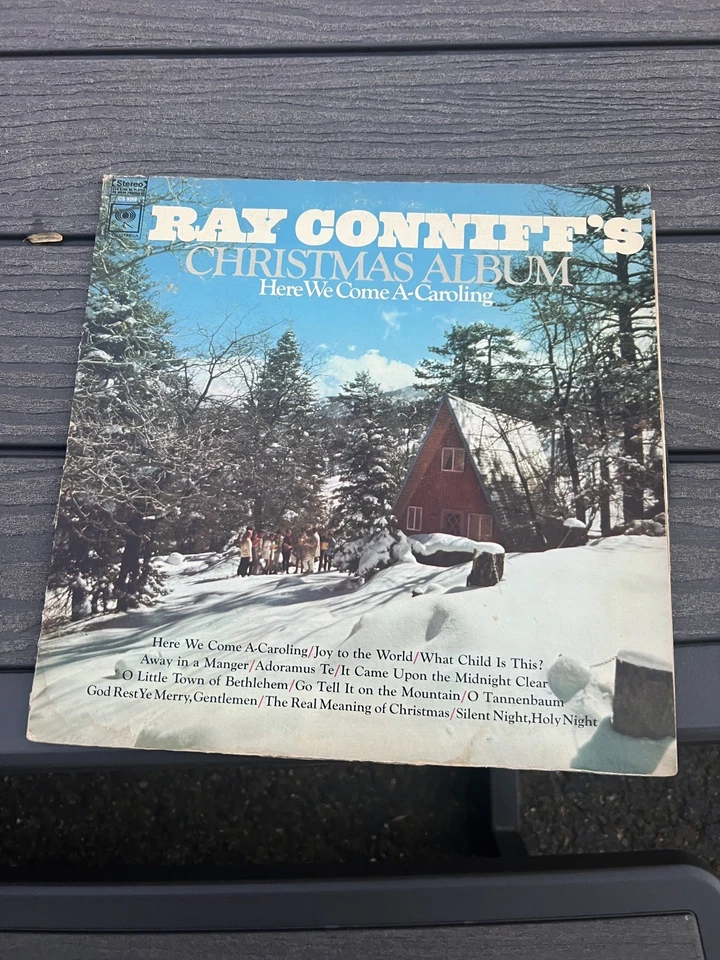 Stereo
RAY CONNIFF'S
CHRISTMAS ALBUM
Here We Come A-Caroling
Here We Come A-Caroling/Joy to the World/What Child Is This?
Away in a Manger/Adoramus Te/It Came Upon the Midnight Clear
O Little Town of Bethlehem/Go Tell It on the Mountain/O Tannenbaum
God Rest Ye Merry, Gentlemen/The Real Meaning of Christmas/Silent Night, Holy Night